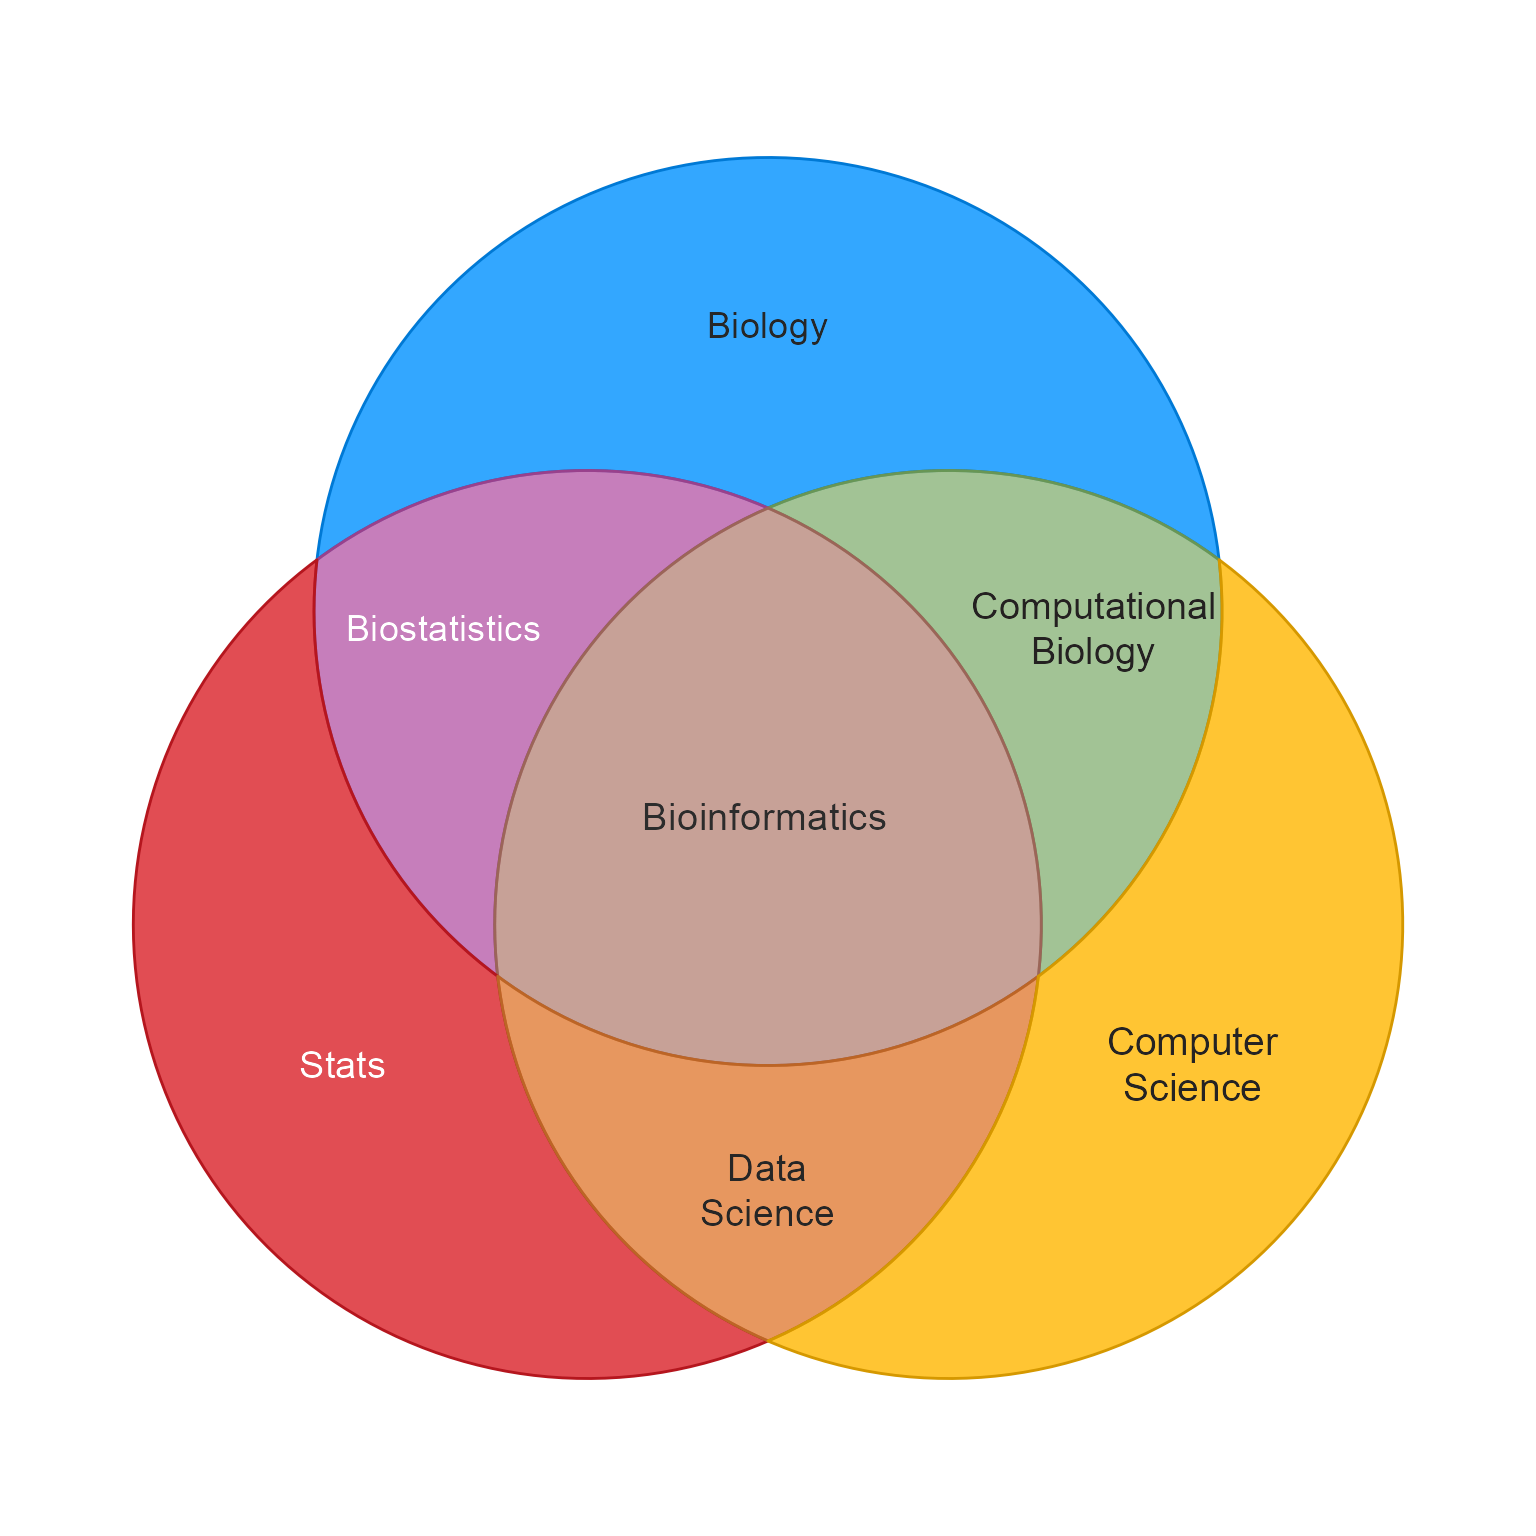 Biology
Biostatistics
Computational
Biology
Bioinformatics
Stats
Computer
Science
Data
Science